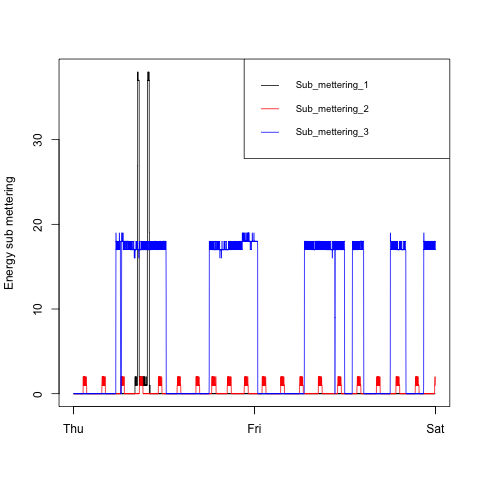 Sub_mettering_1
Sub_mettering_2
Sub_mettering_3
Energy sub mettering
30
20
10
0
Thu
Fri
Sat